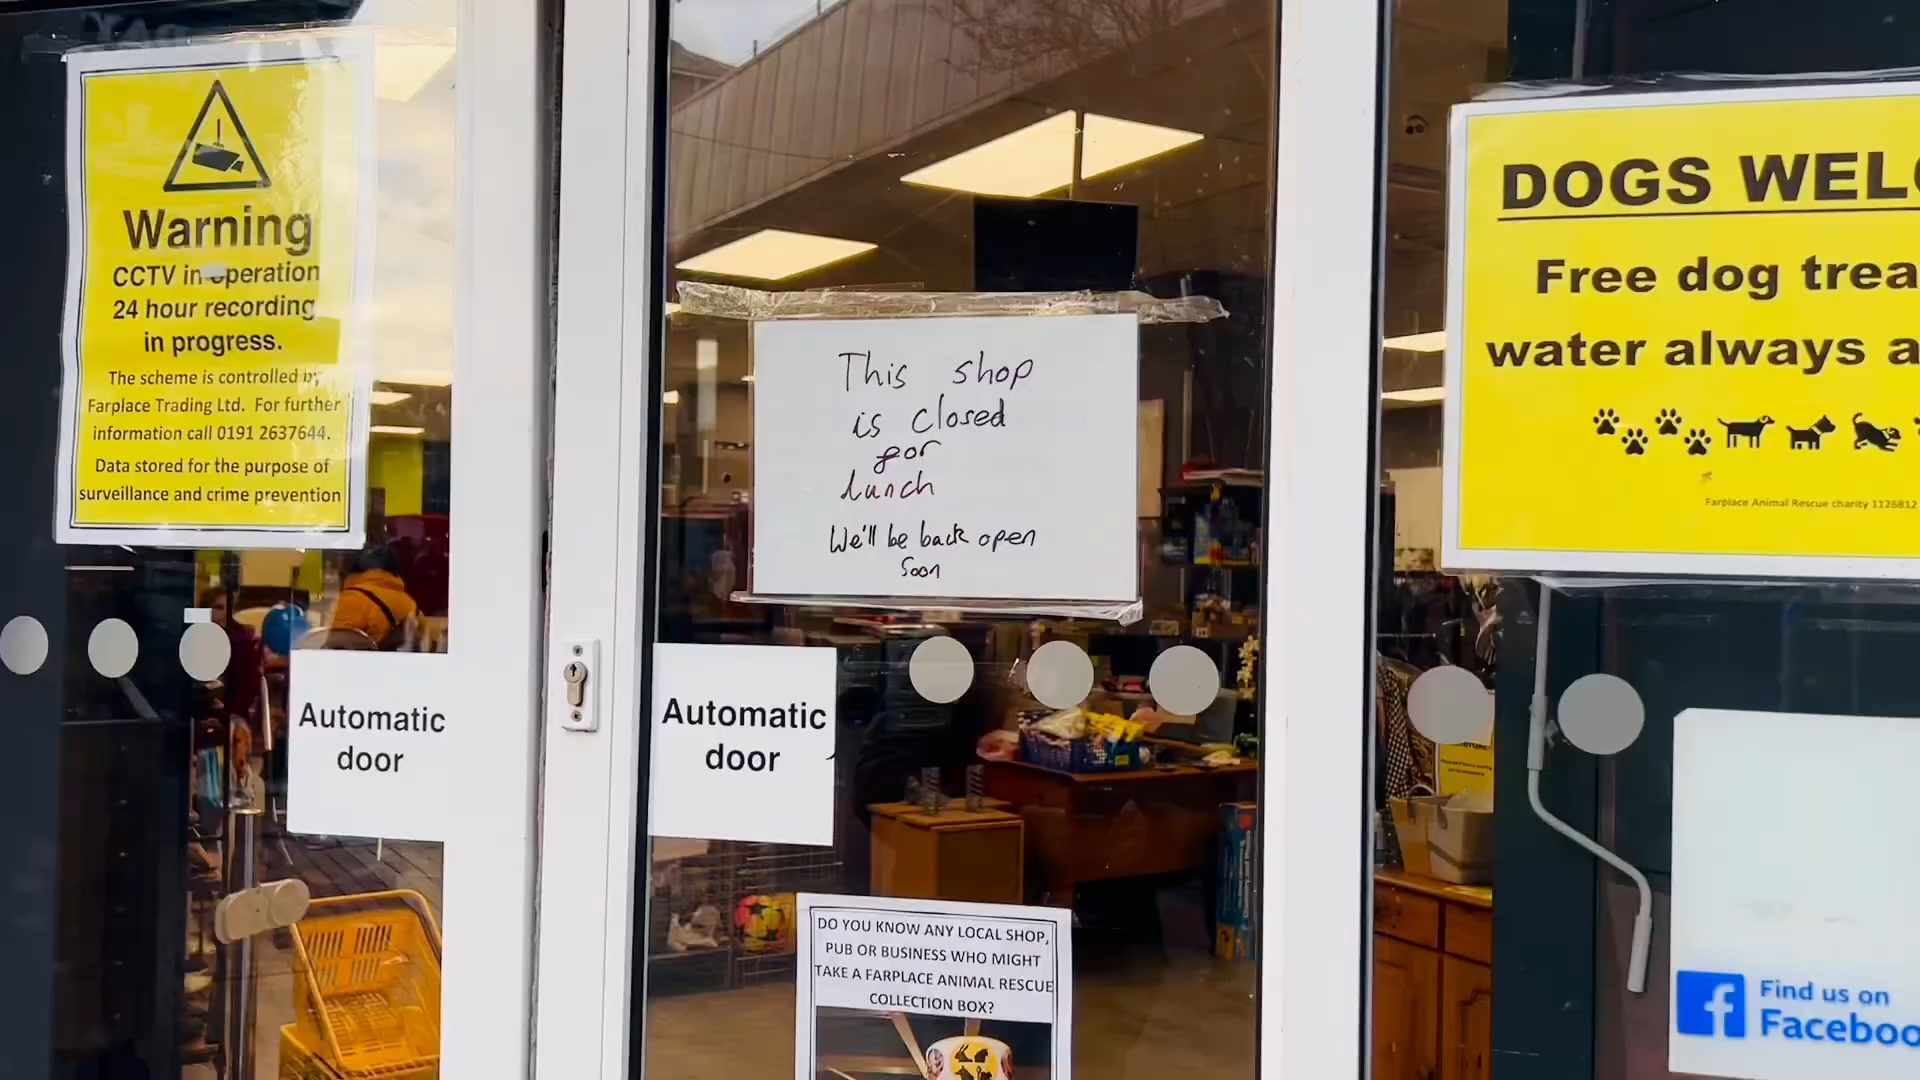 Warning
CCTV in operation
24 hour recording
in progress.
The scheme is controlled by
Farplace Trading Ltd. For further
information call 0191 2637644.
Data stored for the purpose of
surveillance and crime prevention
Automatic
door
This shop
is closed
for
lunch
We'll be back open
Soon
Automatic
door
DO YOU KNOW ANY LOCAL SHOP,
PUB OR BUSINESS WHO MIGHT
TAKE A FARPLACE ANIMAL RESCUE
COLLECTION BOX?
DOGS WELC
Free dog trea
water always a
Farplace Animal Rescue charity 1126812
Find us on
Faceboo